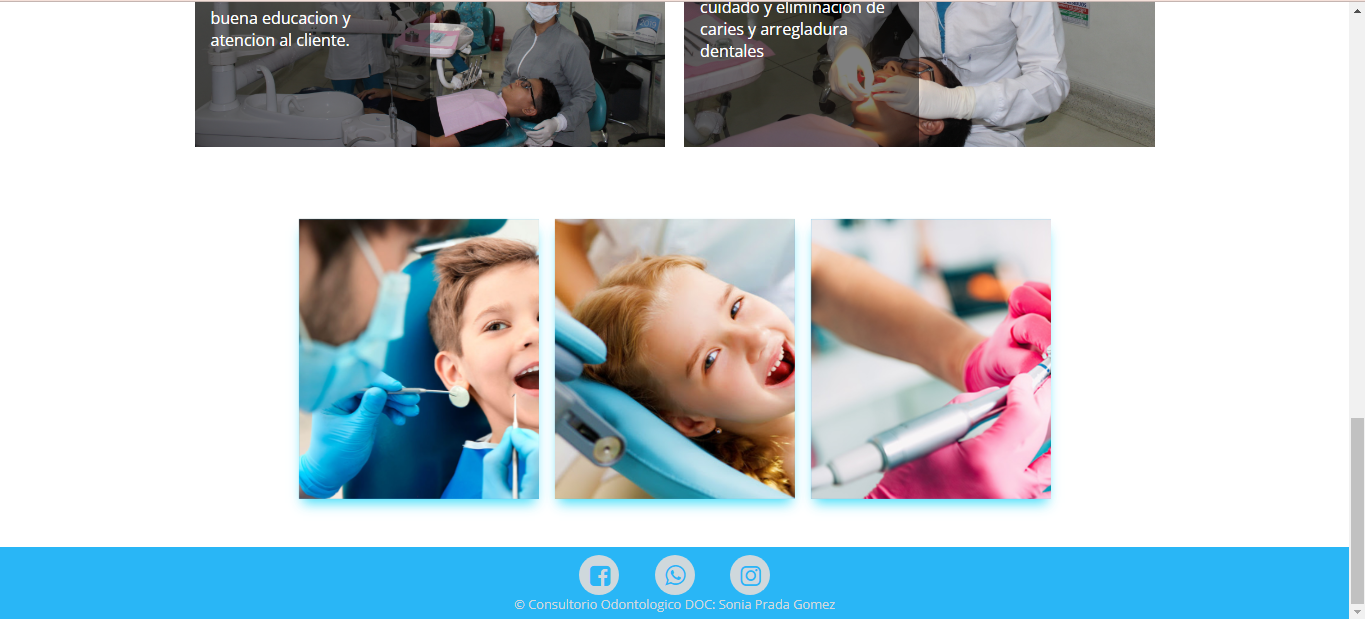 buena educacion y
atencion al cliente.
cuidado y eliminacion de
caries y arregladura
dentales
© Consultorio Odontologico DOC: Sonia Prada Gomez